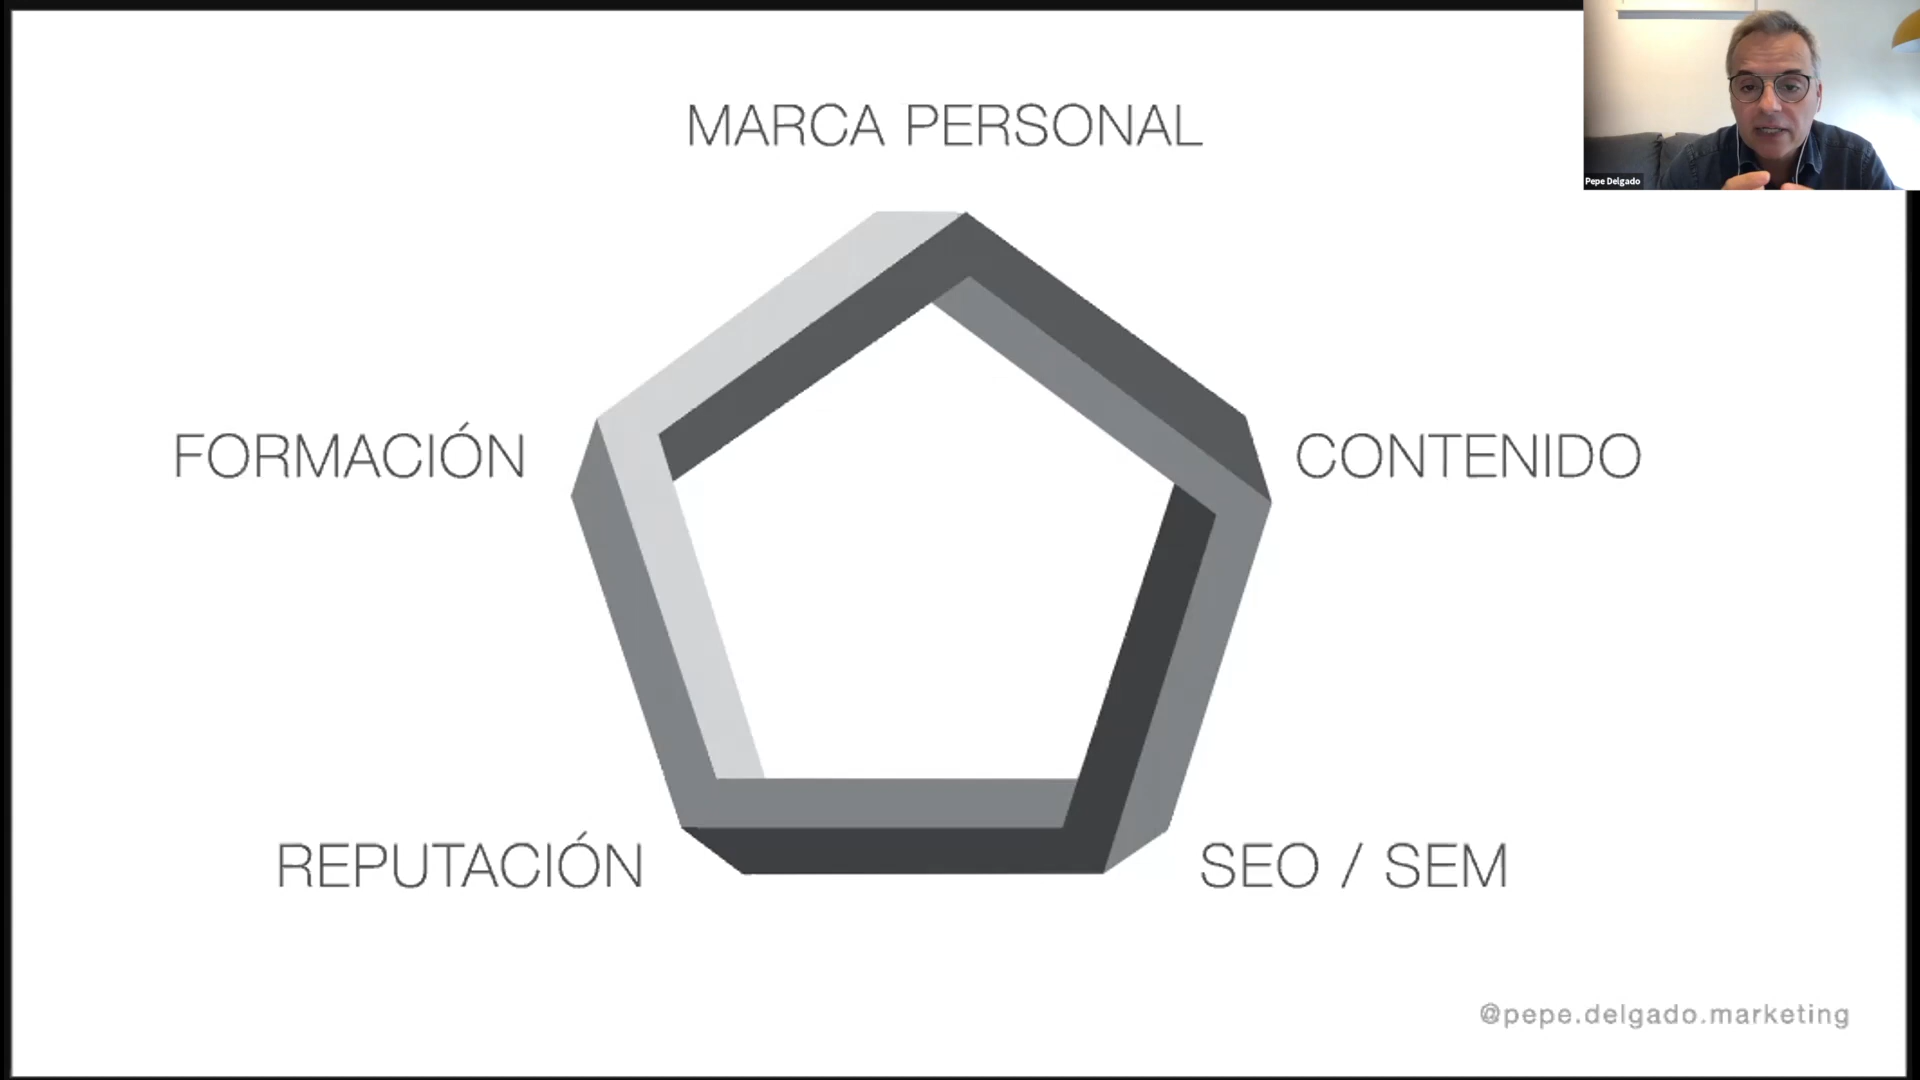 Pepe Delgado
MARCA PERSONAL
FORMACIÓN
CONTENIDO
REPUTACIÓN
SEO / SEM
@pepe.delgado.marketing